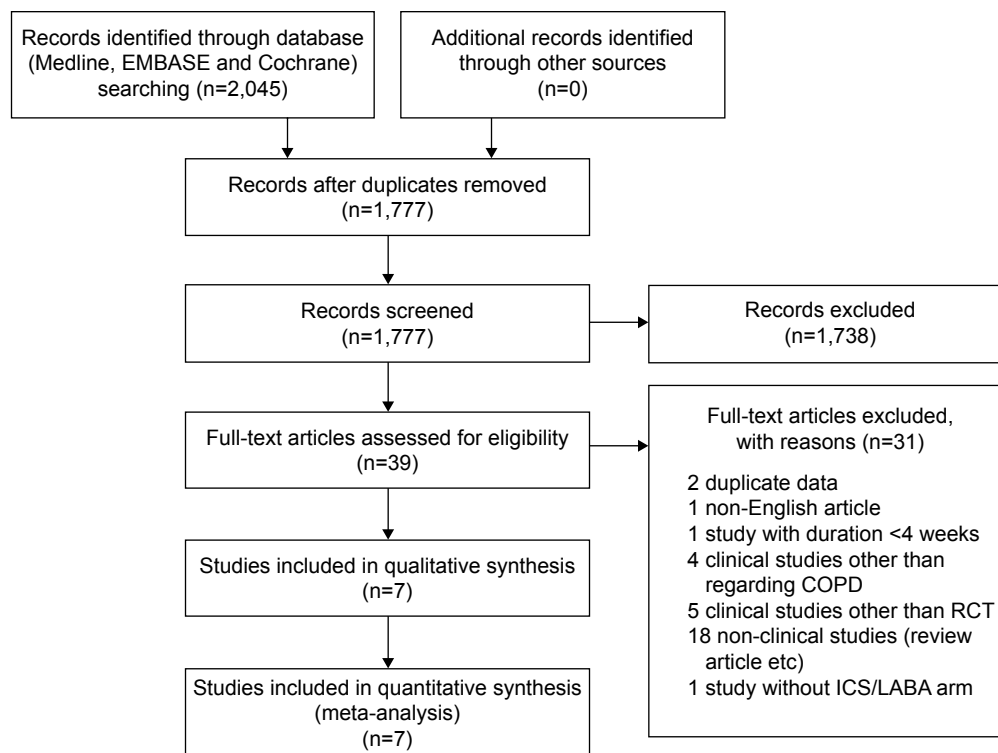 Records identified through database
(Medline, EMBASE and Cochrane)
searching (n=2,045)
Additional records identified
through other sources
(n=0)
Records after duplicates removed
(n=1,777)
Records screened
(n=1,777)
Records excluded
(n=1,738)
Full-text articles assessed for eligibility
(n=39)
Full-text articles excluded,
with reasons (n=31)
2 duplicate data
1 non-English article
1 study with duration <4 weeks
4 clinical studies other than
regarding COPD
5 clinical studies other than RCT
18 non-clinical studies (review
article etc)
1 study without ICS/LABA arm
Studies included in qualitative synthesis
(n=7)
Studies included in quantitative synthesis
(meta-analysis)
(n=7)